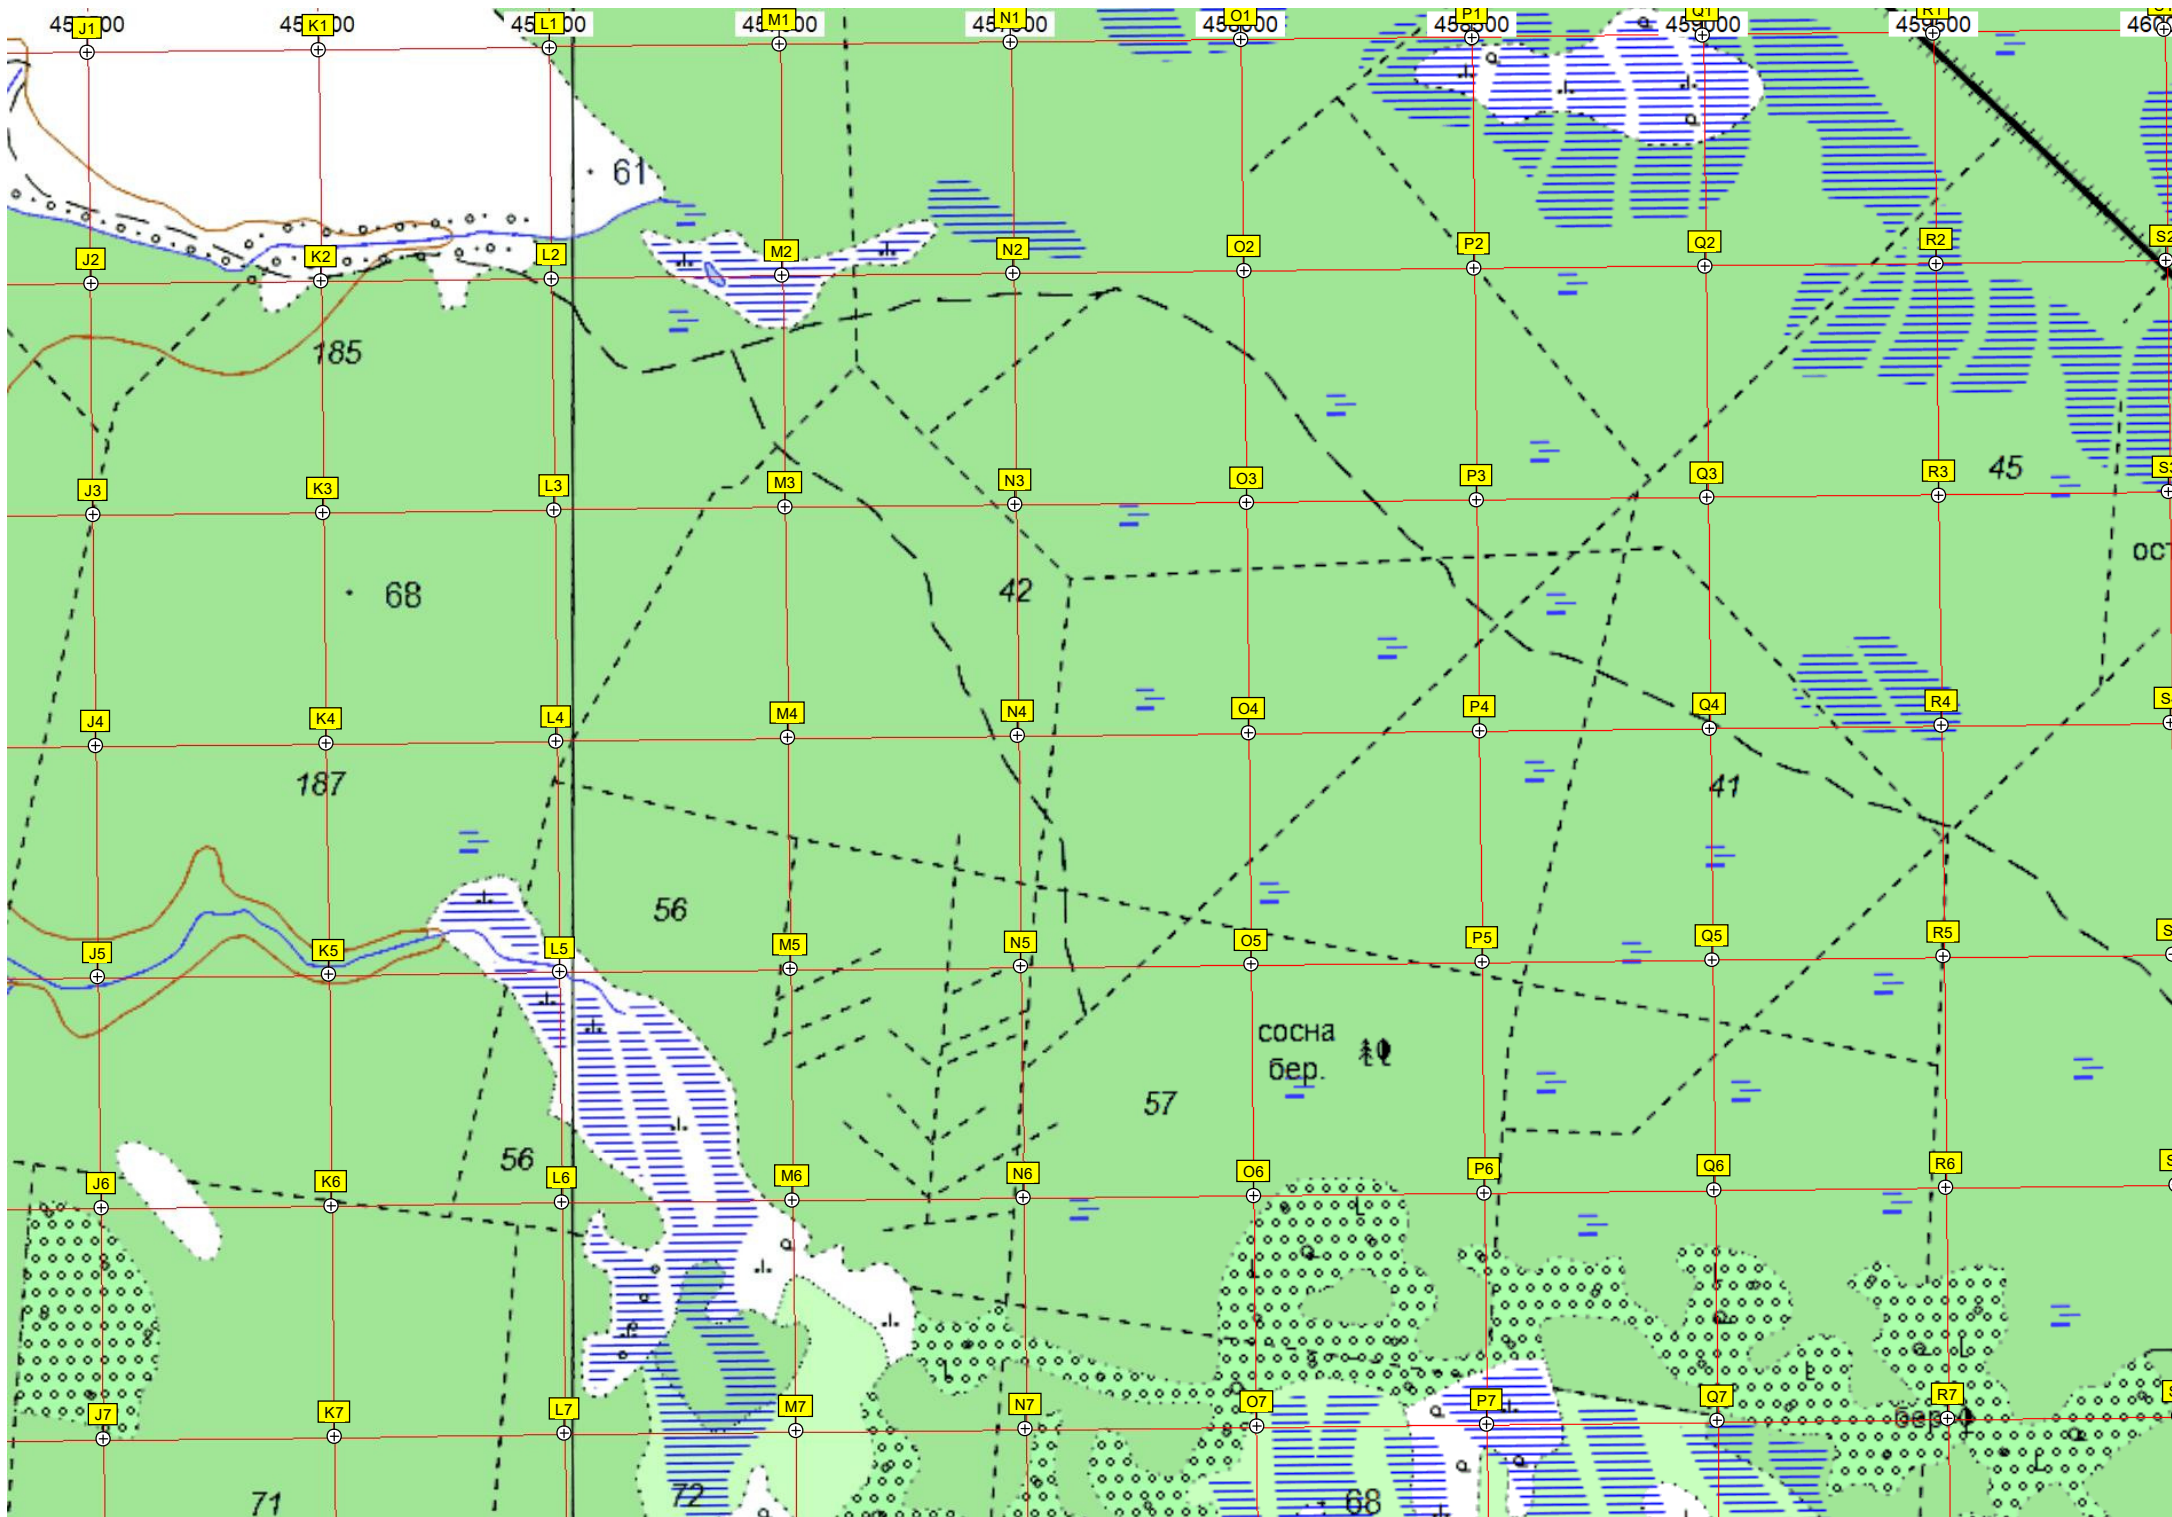 J1 K1 L1 M1 N1 O1 P1 Q1 R1
61
J2 K2 L2 M2 N2 O2 P2 Q2 R2 S2
185
J3 K3 L3 M3 N3 O3 P3 Q3 R3 45
68 42
J4 K4 L4 M4 N4 O4 P4 Q4 R4
187 41
56
J5 K5 L5 M5 N5 O5 P5 Q5 R5
сосна
бер.
57
56
J6 K6 L6 M6 N6 O6 P6 Q6 R6
J7 K7 L7 M7 N7 O7 P7 Q7 R7
бер.
71 72 68